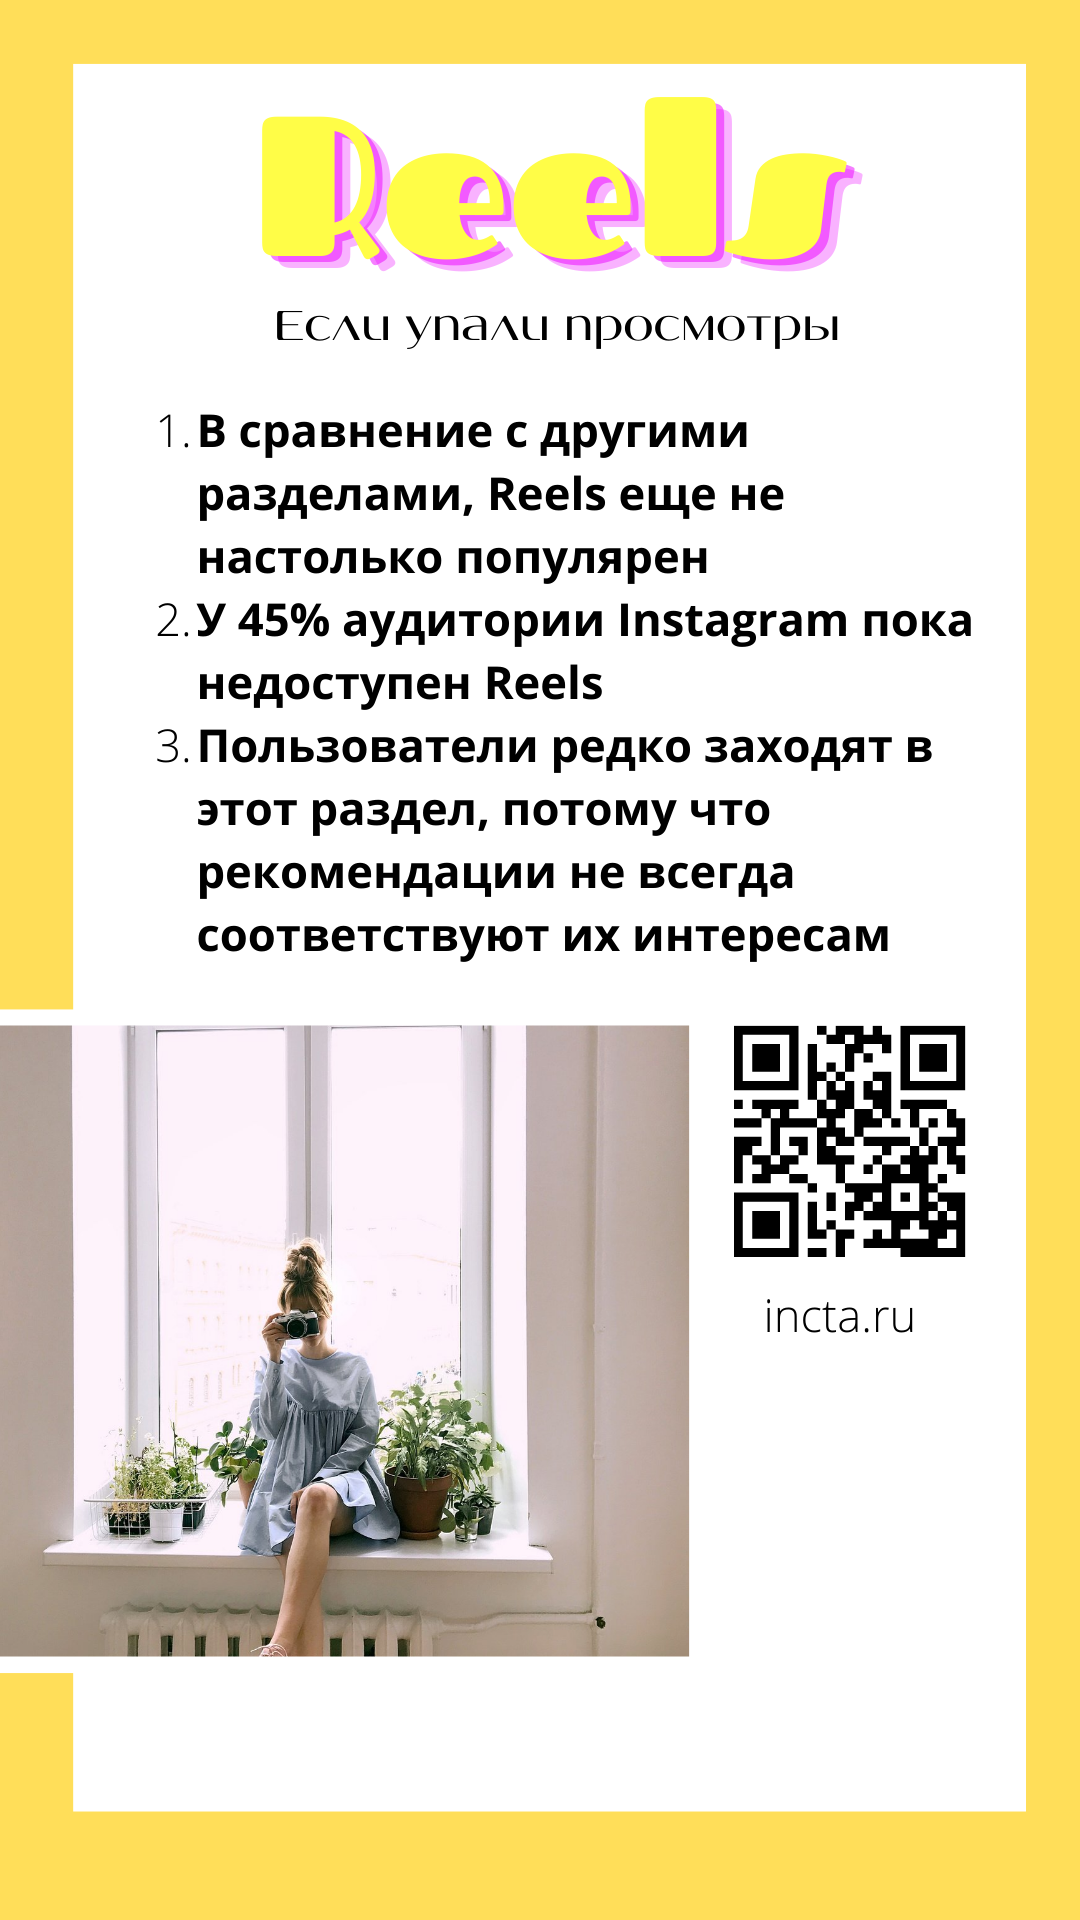 Reels
Если упали просмотры
1. В сравнение с другими
разделами, Reels еще не
настолько популярен
2. У 45% аудитории Instagram пока
недоступен Reels
3. Пользователи редко заходят в
этот раздел, потому что
рекомендации не всегда
соответствуют их интересам
incta.ru